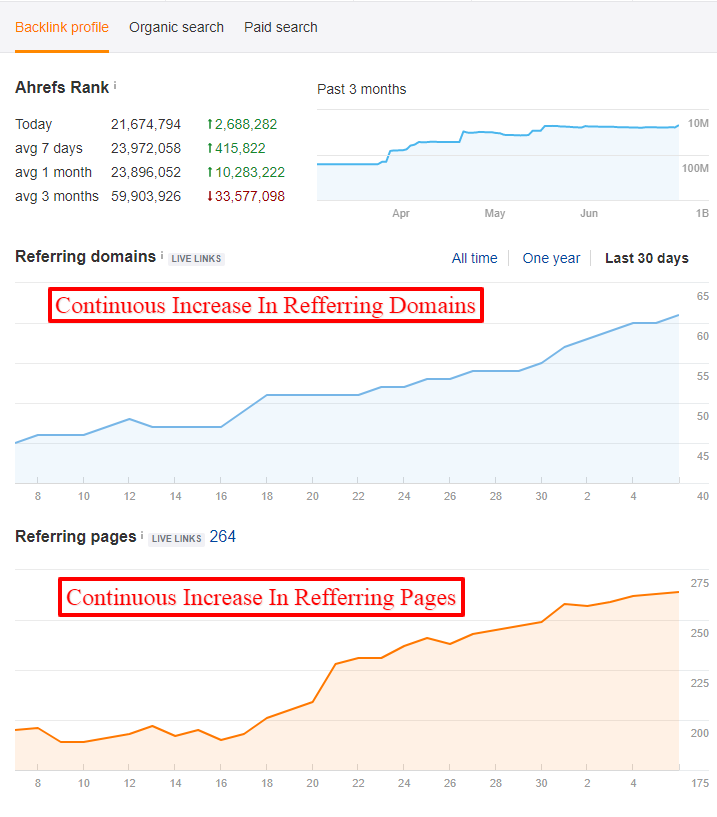 Backlink profile Organic search Paid search
Ahrefs Rank i
Past 3 months
Today 21,674,794 ↑2,688,282
avg 7 days 23,972,058 ↑415,822
avg 1 month 23,896,052 ↑10,283,222
avg 3 months 59,903,926 ↓33,577,098
10M
100M
1B
Apr May Jun
Referring domains i LIVE LINKS
All time One year Last 30 days
Continuous Increase In Refferring Domains
65
60
55
50
45
40
8 10 12 14 16 18 20 22 24 26 28 30 2 4
Referring pages i LIVE LINKS 264
Continuous Increase In Refferring Pages
275
250
225
200
175
8 10 12 14 16 18 20 22 24 26 28 30 2 4